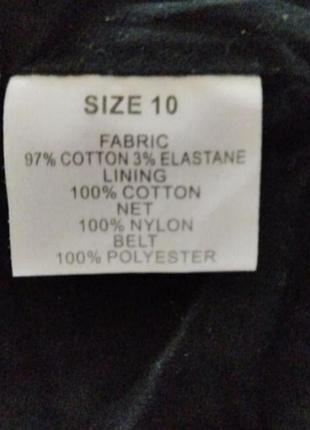 SIZE 10
FABRIC
97% COTTON 3% ELASTANE
LINING
100% COTTON
NET
100% NYLON
BELT
100% POLYESTER